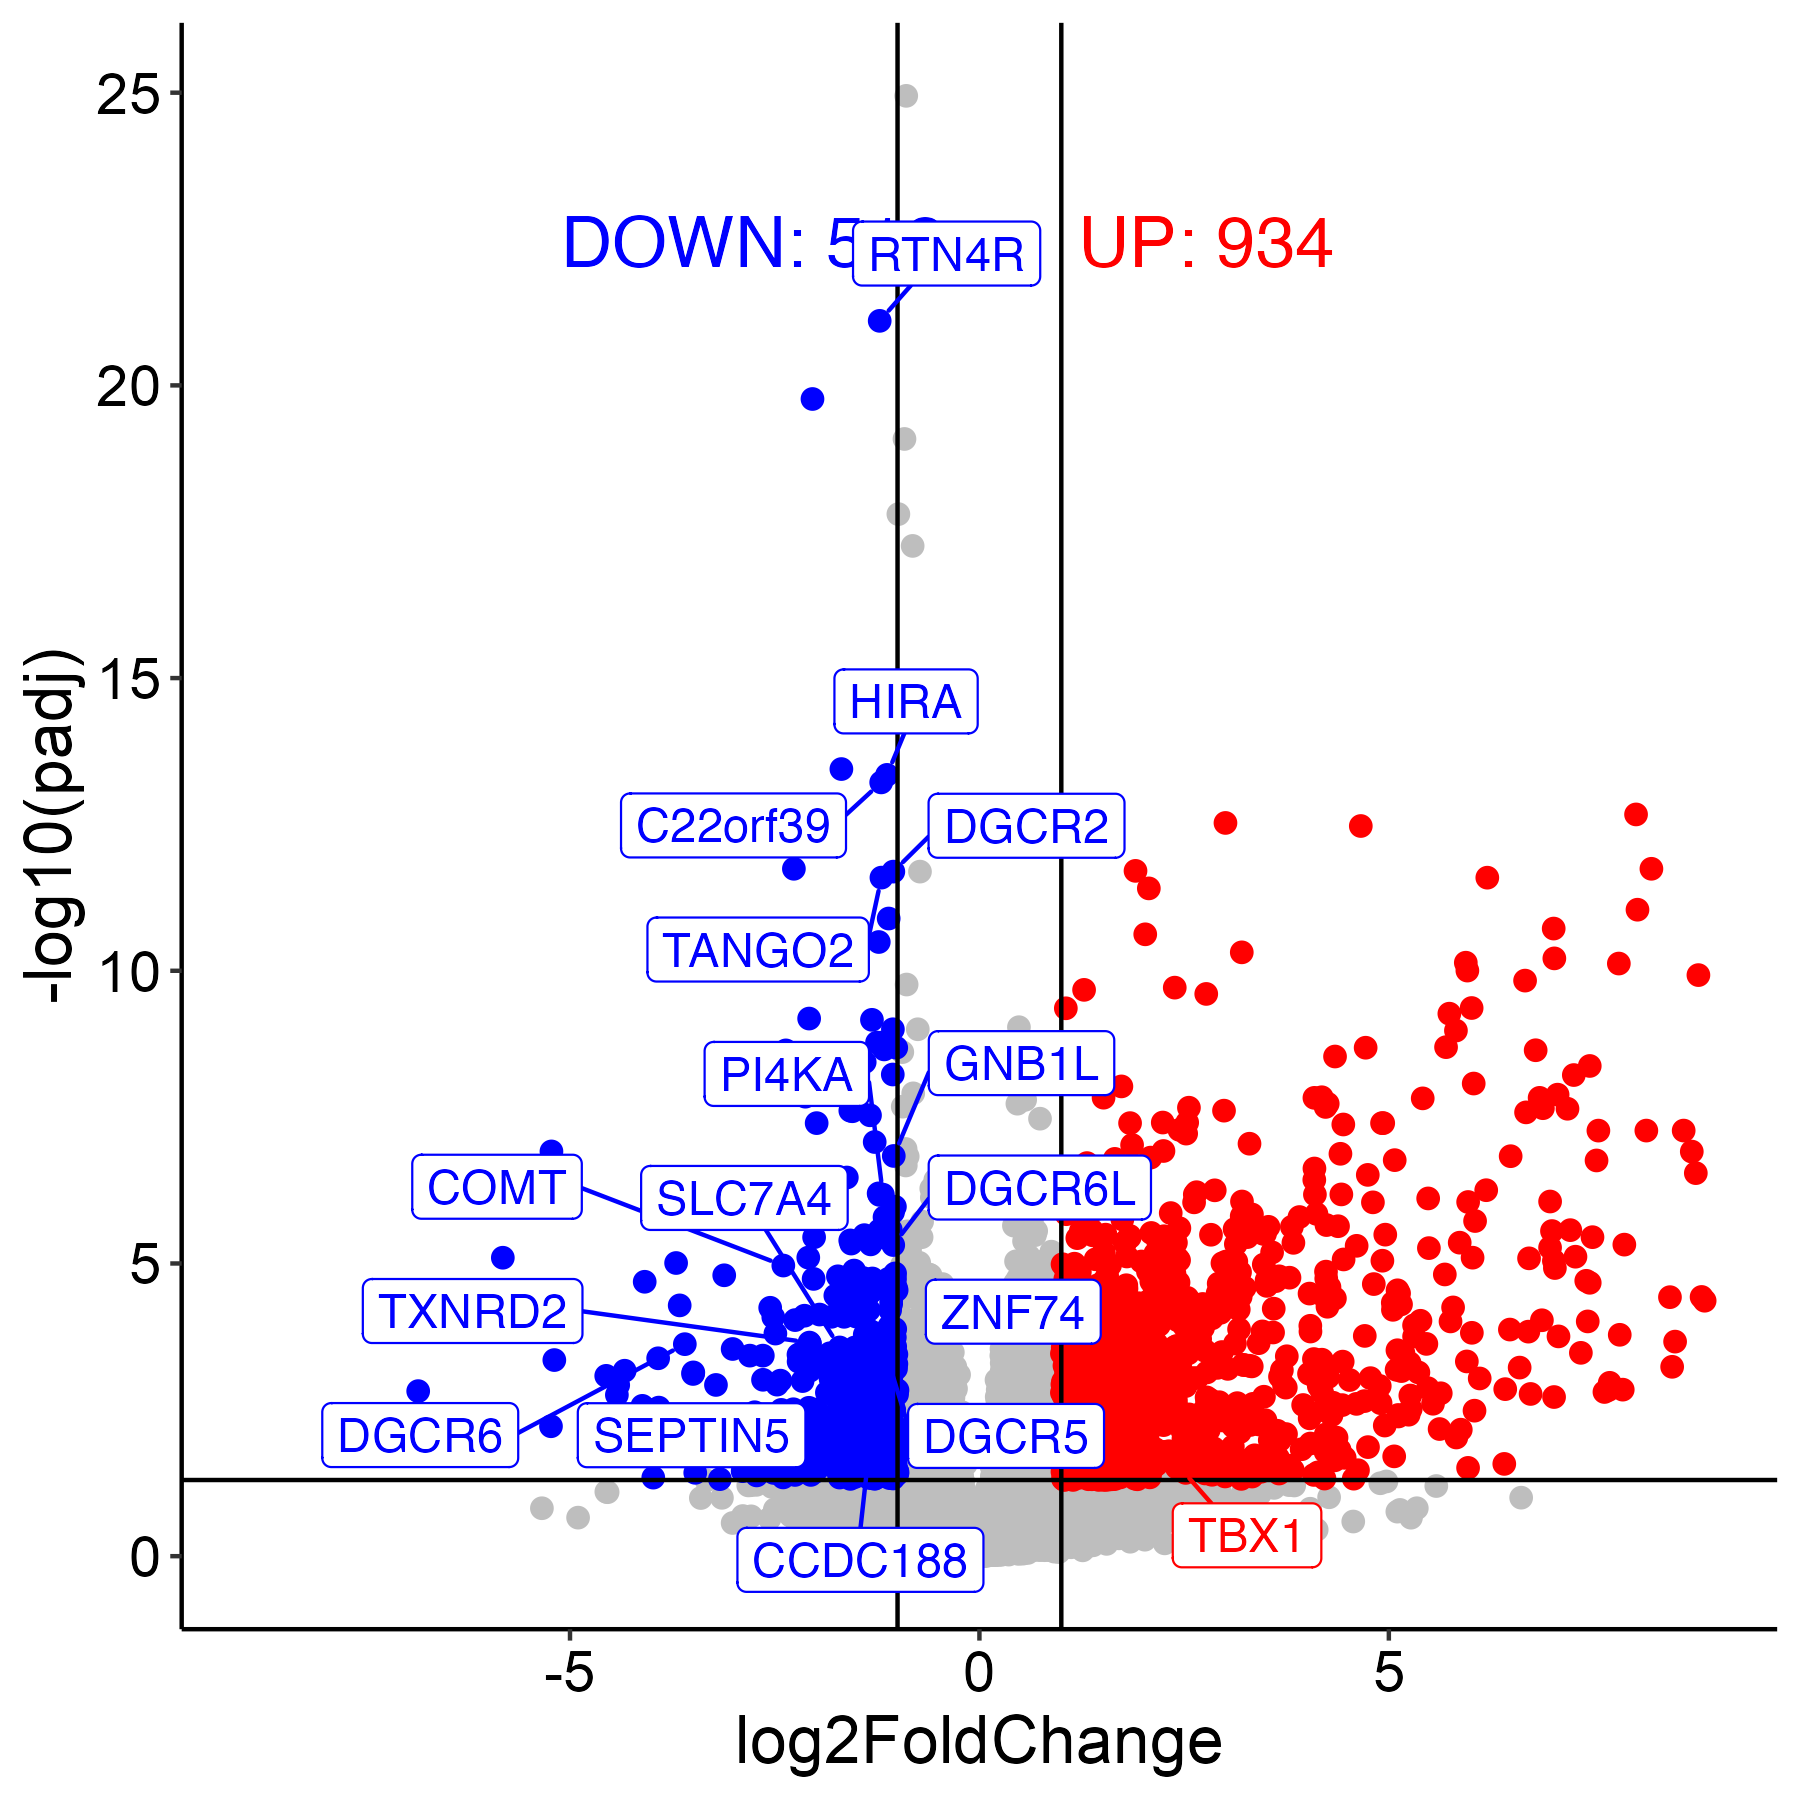 25
DOWN: 5
RTN4R
UP: 934
20
15
HIRA
C22orf39
DGCR2
TANGO2
10
PI4KA
GNB1L
COMT
SLC7A4
DGCR6L
5
TXNRD2
ZNF74
DGCR6
SEPTIN5
DGCR5
TBX1
0
CCDC188
-5
0
5
log2FoldChange
-log10(padj)